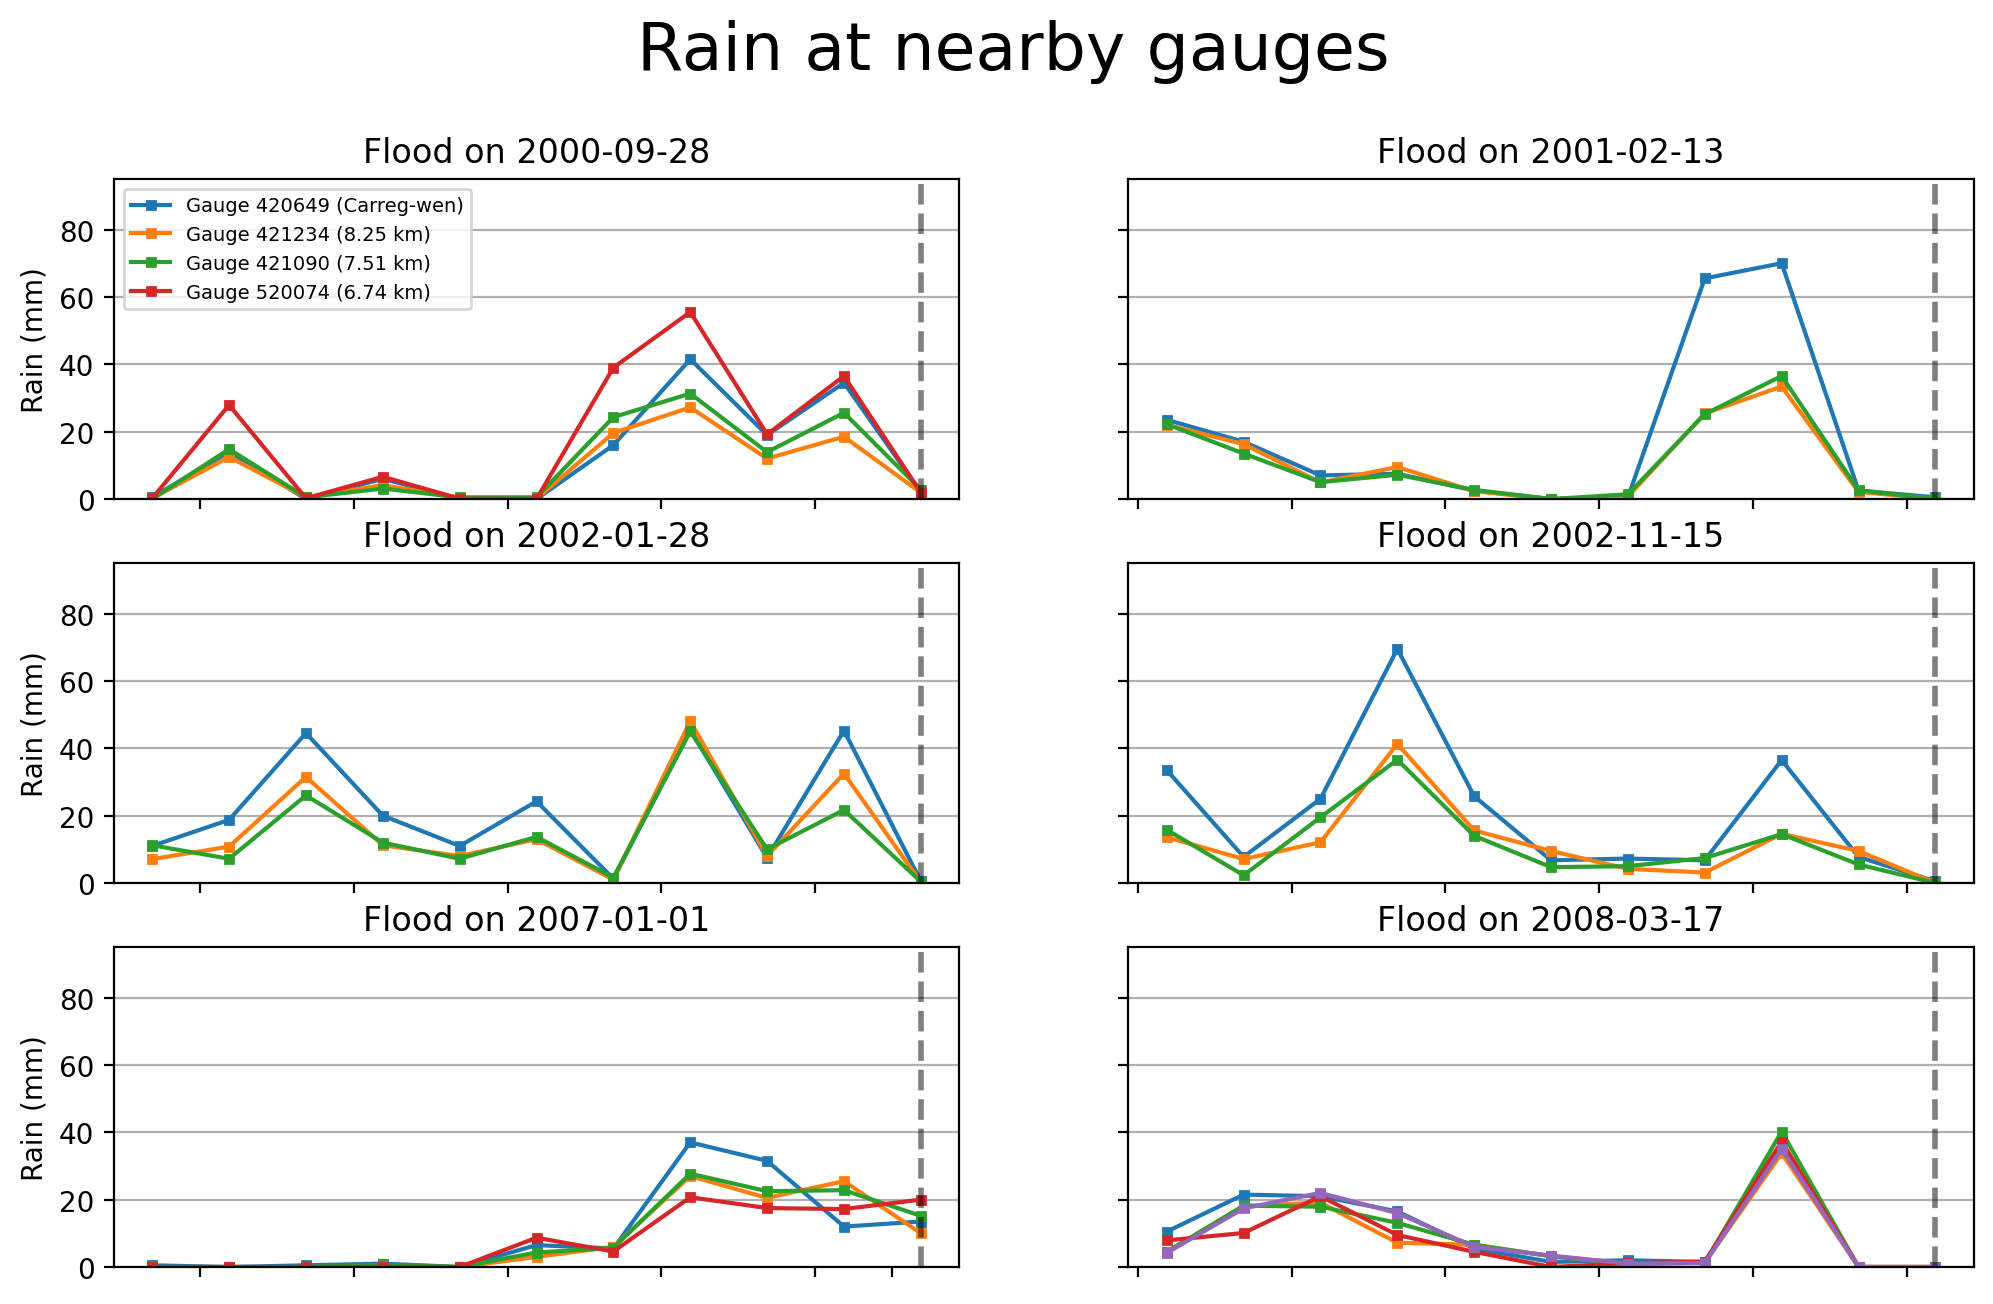 Rain at nearby gauges
Flood on 2000-09-28
Flood on 2001-02-13
Gauge 420649 (Carreg-wen)
Gauge 421234 (8.25 km)
Gauge 421090 (7.51 km)
Gauge 520074 (6.74 km)
Rain (mm)
80
60
40
20
0
Flood on 2002-01-28
Flood on 2002-11-15
Rain (mm)
80
60
40
20
0
Flood on 2007-01-01
Flood on 2008-03-17
Rain (mm)
80
60
40
20
0